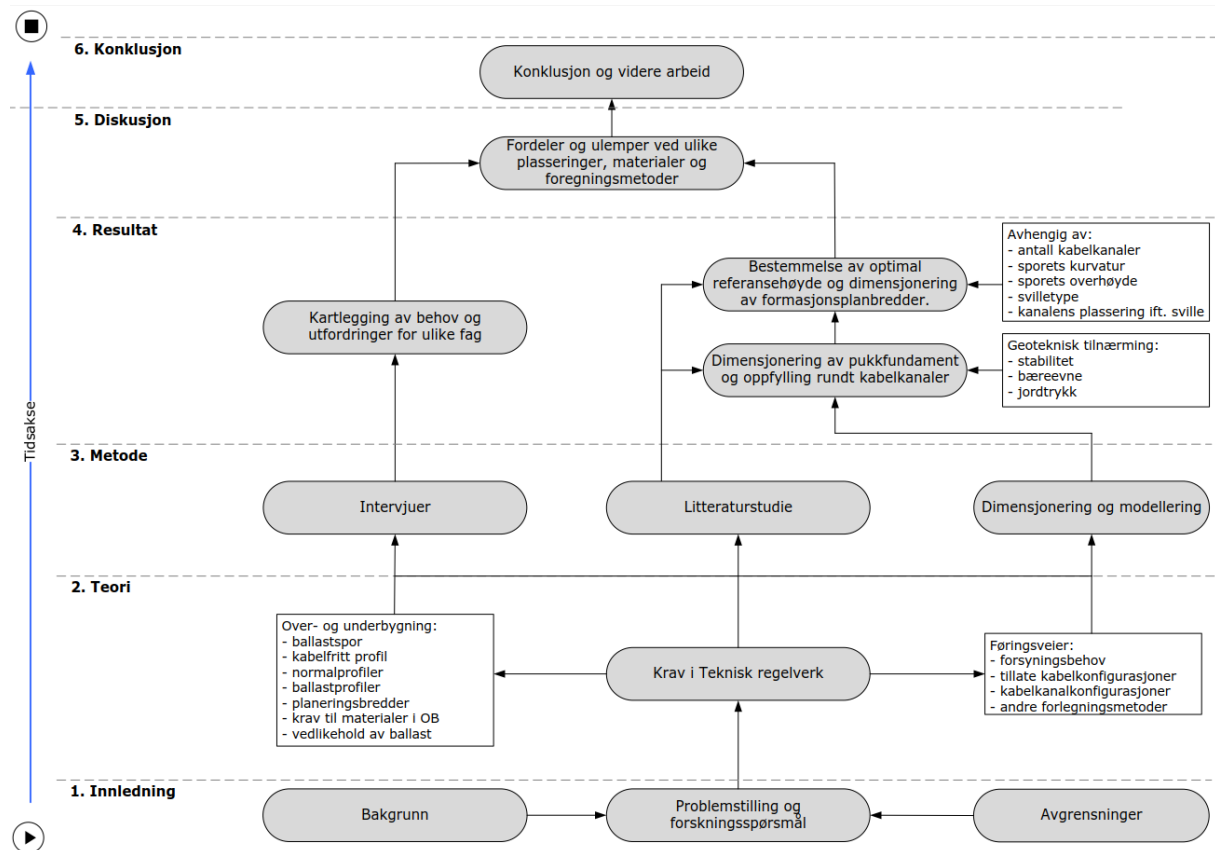 6. Konklusjon
Konklusjon og videre arbeid
5. Diskusjon
Fordeler og ulemper ved ulike
plasseringer, materialer og
foregningsmetoder
4. Resultat
Avhengig av:
- antall kabelkanaler
- sporets kurvatur
- sporets overhøyde
- svilletype
- kanalens plassering ift. sville
Bestemmelse av optimal
referansehøyde og dimensjonering
av formasjonsplanbredder.
Kartlegging av behov og
utfordringer for ulike fag
Geoteknisk tilnærming:
- stabilitet
- bæreevne
- jordtrykk
Dimensjonering av pukkfundament
og oppfylling rundt kabelkanaler
Tidsakse
3. Metode
Intervjuer
Litteraturstudie
Dimensjonering og modellering
2. Teori
Over- og underbygning:
- ballastspor
- kabelfritt profil
- normalprofiler
- ballastprofiler
- planeringsbredder
- krav til materialer i OB
- vedlikehold av ballast
Krav i Teknisk regelverk
Føringsveier:
- forsyningsbehov
- tillate kabelkonfigurasjoner
- kabelkanalkonfigurasjoner
- andre forlegningsmetoder
1. Innledning
Bakgrunn
Problemstilling og
forskningsspørsmål
Avgrensninger